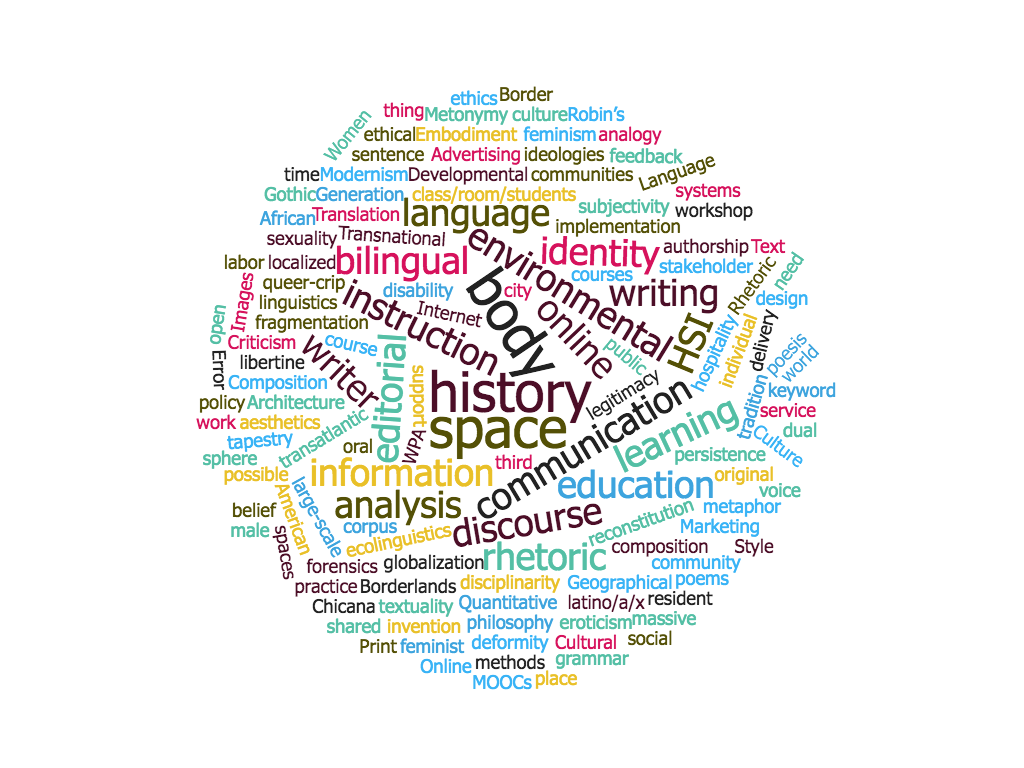 ethics Border
thing Metonymy culture Robin's
Women
ethical Embodiment feminism analogy
sentence Advertising ideologies feedback
time Modernism Developmental communities Language
Gothic Generation class/room/students systems
African Translation language subjectivity workshop
implementation
sexuality Transnational environmental identity authorship Text
labor localized bilingual courses stakeholder Rhetoric need
queer-crip disability body city writing design
Images linguistics instruction Internet online
open fragmentation HSI hospitality individual delivery
Criticism course public poesis
Error libertine writer editorial world
Composition support history legitimacy tradition keyword
policy Architecture
work aesthetics space communication learning service
tapestry transatlantic WPA Culture dual
sphere oral persistence
possible information third original
American large-scale analysis education voice
belief metaphor
male corpus discourse reconstitution Marketing
spaces ecolinguistics
forensics globalization rhetoric composition Style
community
practice Borderlands disciplinarity Geographical poems
Chicana textuality Quantitative latino/a/x resident
shared invention philosophy eroticism massive
Print feminist deformity Cultural social
Online methods grammar
MOOCs place